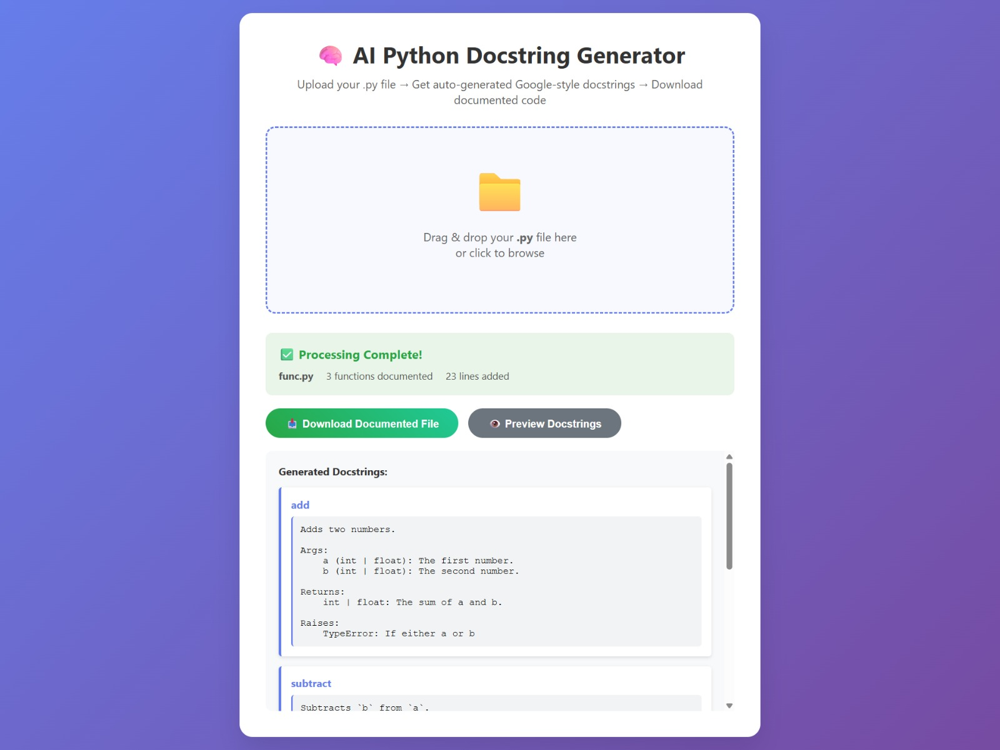 AI Python Docstring Generator
Upload your .py file → Get auto-generated Google-style docstrings → Download
documented code
Drag & drop your .py file here
or click to browse
Processing Complete!
func.py 3 functions documented 23 lines added
Download Documented File Preview Docstrings
Generated Docstrings:
add
Adds two numbers.
Args:
    a (int | float): The first number.
    b (int | float): The second number.
Returns:
    int | float: The sum of a and b.
Raises:
    TypeError: If either a or b
subtract
Subtracts `b` from `a`.